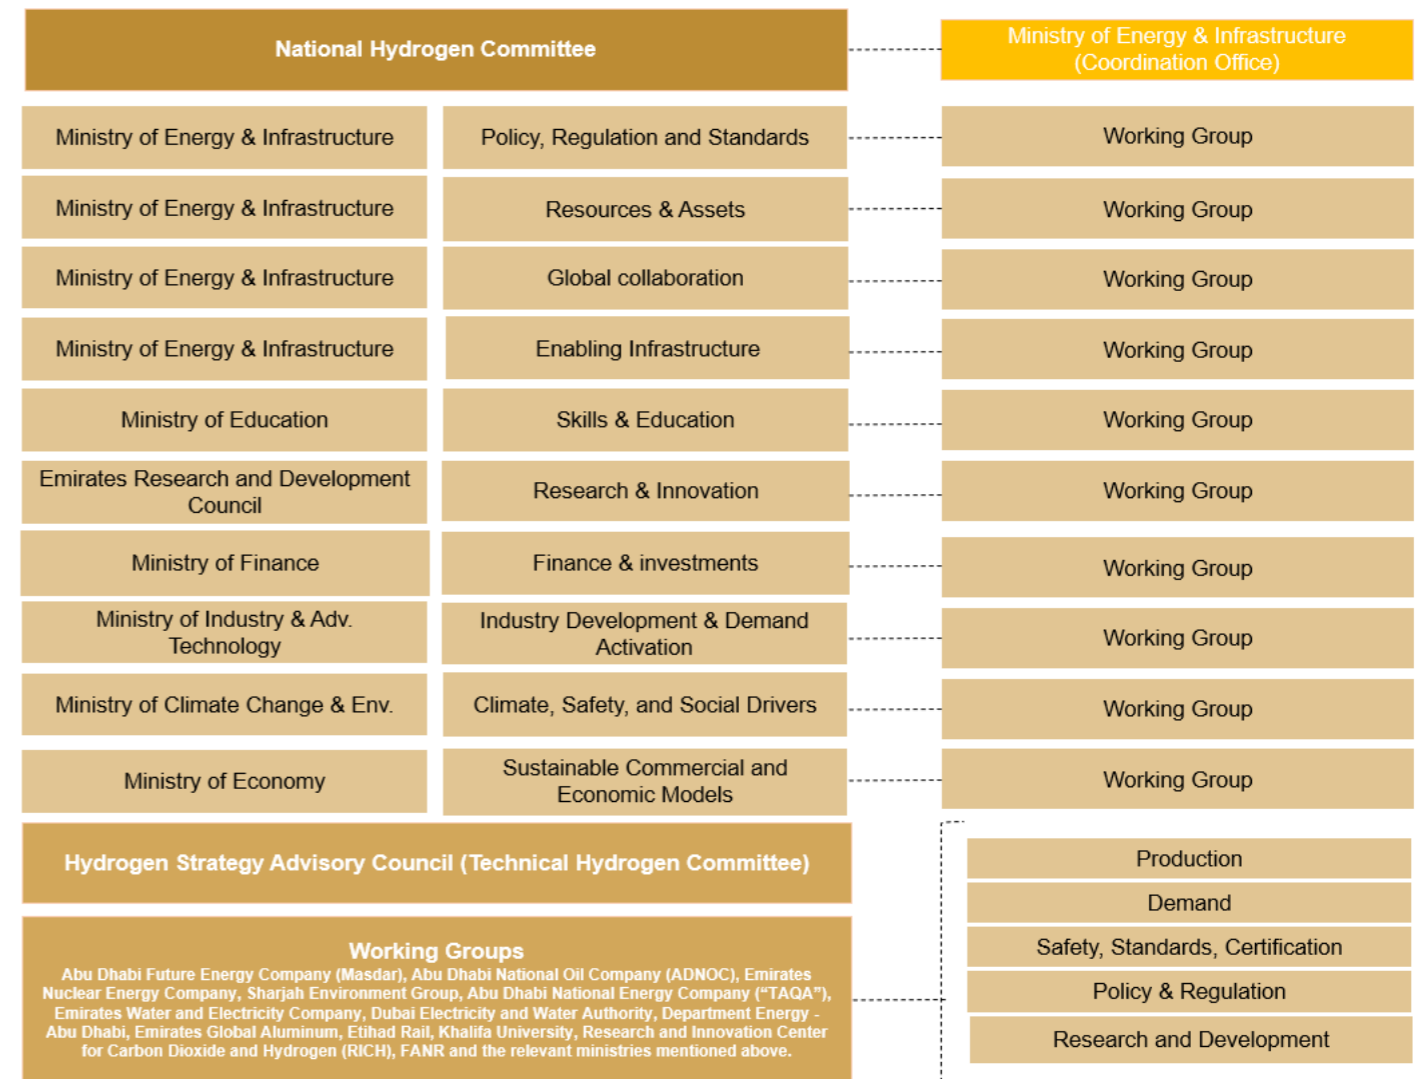 National Hydrogen Committee
Ministry of Energy & Infrastructure
(Coordination Office)
Ministry of Energy & Infrastructure
Policy, Regulation and Standards
Working Group
Ministry of Energy & Infrastructure
Resources & Assets
Working Group
Ministry of Energy & Infrastructure
Global collaboration
Working Group
Ministry of Energy & Infrastructure
Enabling Infrastructure
Working Group
Ministry of Education
Skills & Education
Working Group
Emirates Research and Development
Council
Research & Innovation
Working Group
Ministry of Finance
Finance & investments
Working Group
Ministry of Industry & Adv.
Technology
Industry Development & Demand
Activation
Working Group
Ministry of Climate Change & Env.
Climate, Safety, and Social Drivers
Working Group
Ministry of Economy
Sustainable Commercial and
Economic Models
Working Group
Hydrogen Strategy Advisory Council (Technical Hydrogen Committee)
Working Groups
Abu Dhabi Future Energy Company (Masdar), Abu Dhabi National Oil Company (ADNOC), Emirates
Nuclear Energy Company, Sharjah Environment Group, Abu Dhabi National Energy Company (“TAQA”),
Emirates Water and Electricity Company, Dubai Electricity and Water Authority, Department Energy -
Abu Dhabi, Emirates Global Aluminum, Etihad Rail, Khalifa University, Research and Innovation Center
for Carbon Dioxide and Hydrogen (RICH), FANR and the relevant ministries mentioned above.
Production
Demand
Safety, Standards, Certification
Policy & Regulation
Research and Development